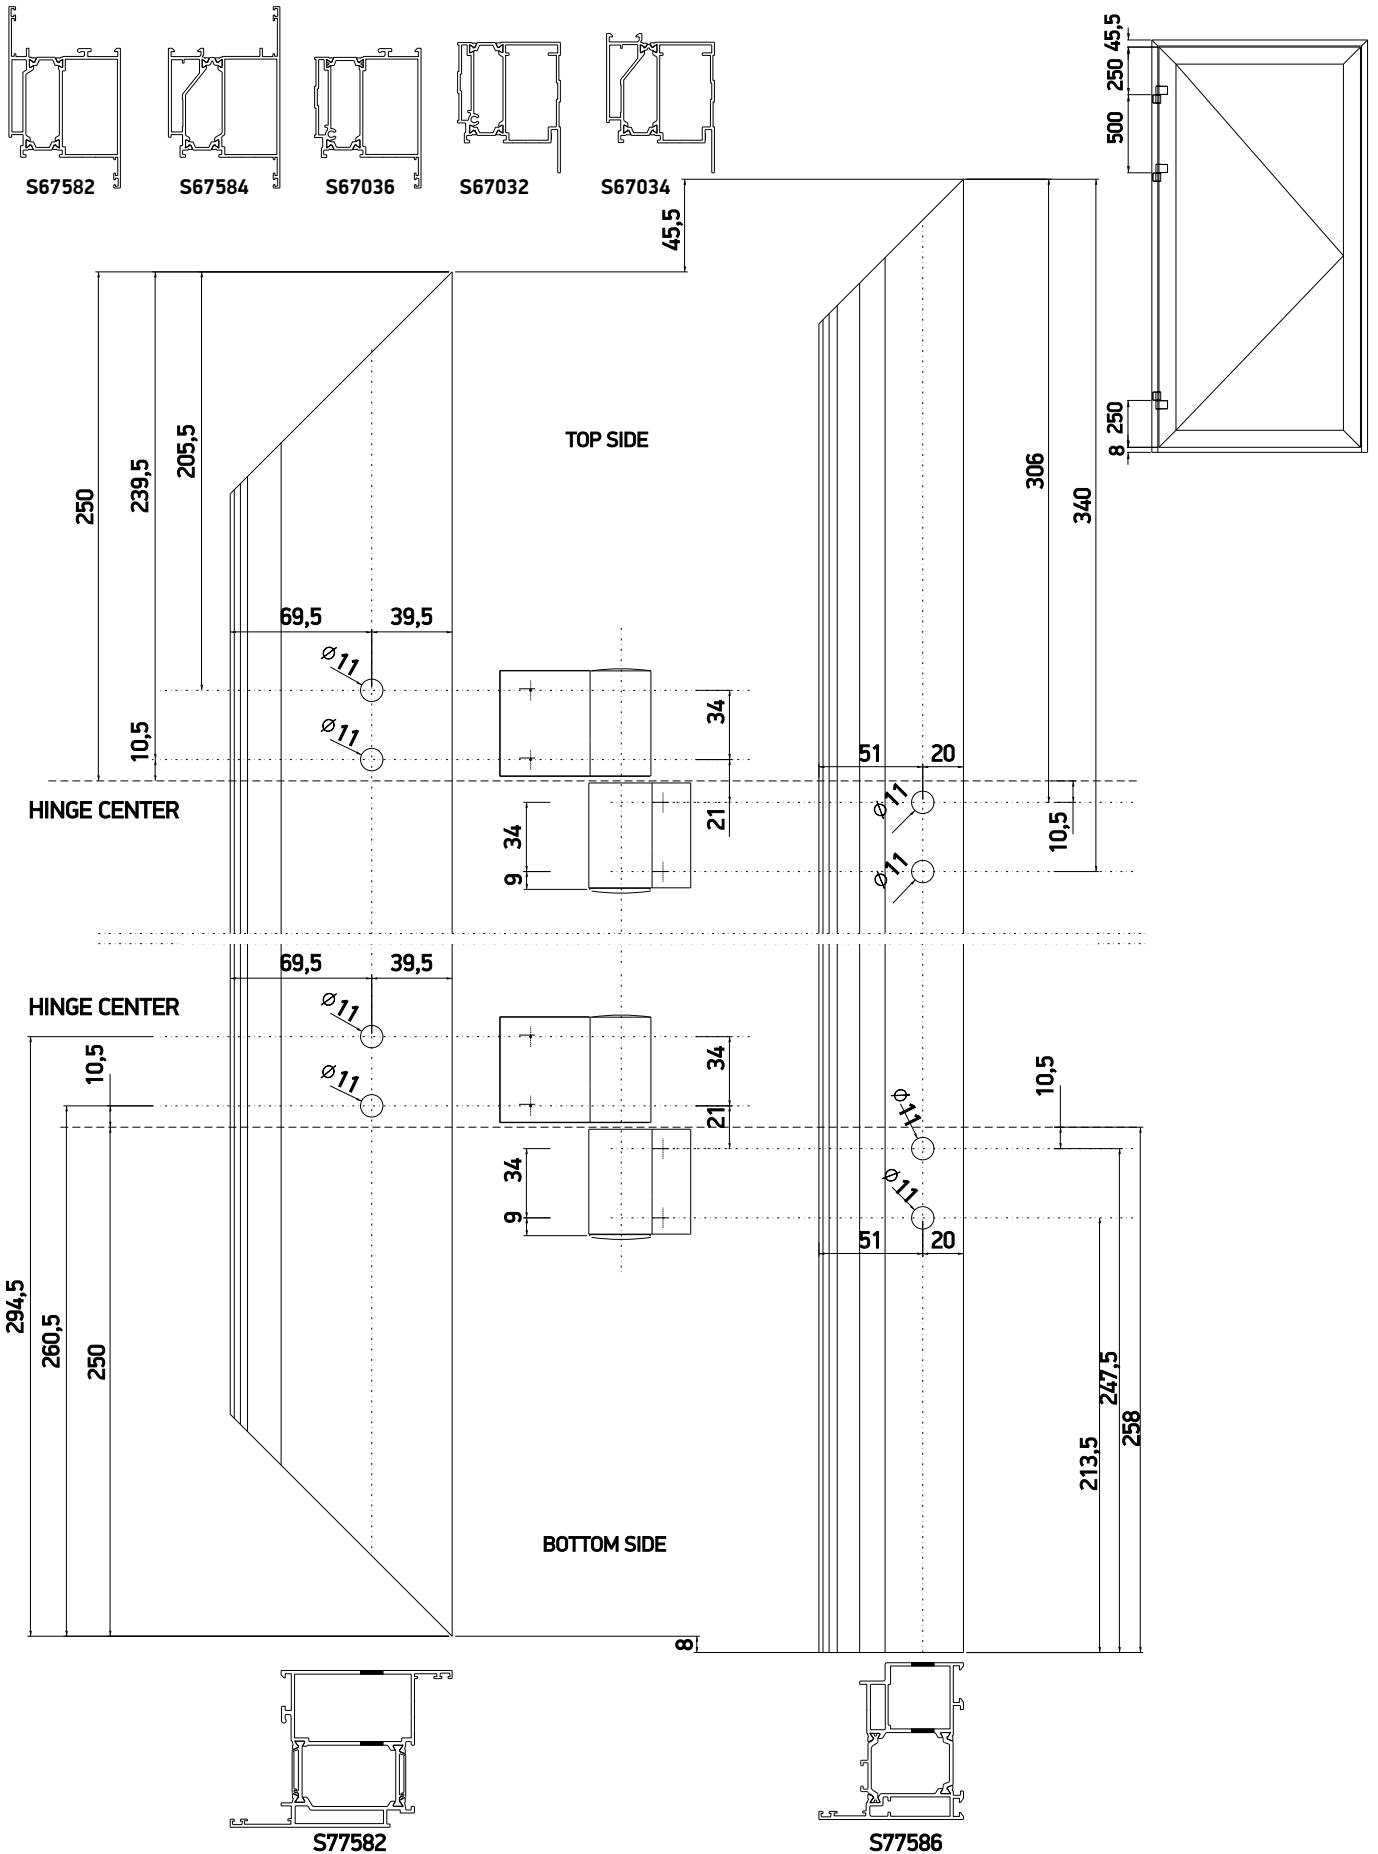 S67582
S67584
S67036
S67032
S67034
45,5
250
500
250
8
45,5
250
239,5
205,5
TOP SIDE
306
340
69,5
39,5
Ø11
Ø11
10,5
34
21
34
9
51
20
Ø11
Ø11
10,5
HINGE CENTER
69,5
39,5
HINGE CENTER
Ø11
Ø11
10,5
34
21
34
9
10,5
Ø11
Ø11
51
20
294,5
260,5
250
247,5
258
213,5
BOTTOM SIDE
8
S77582
S77586